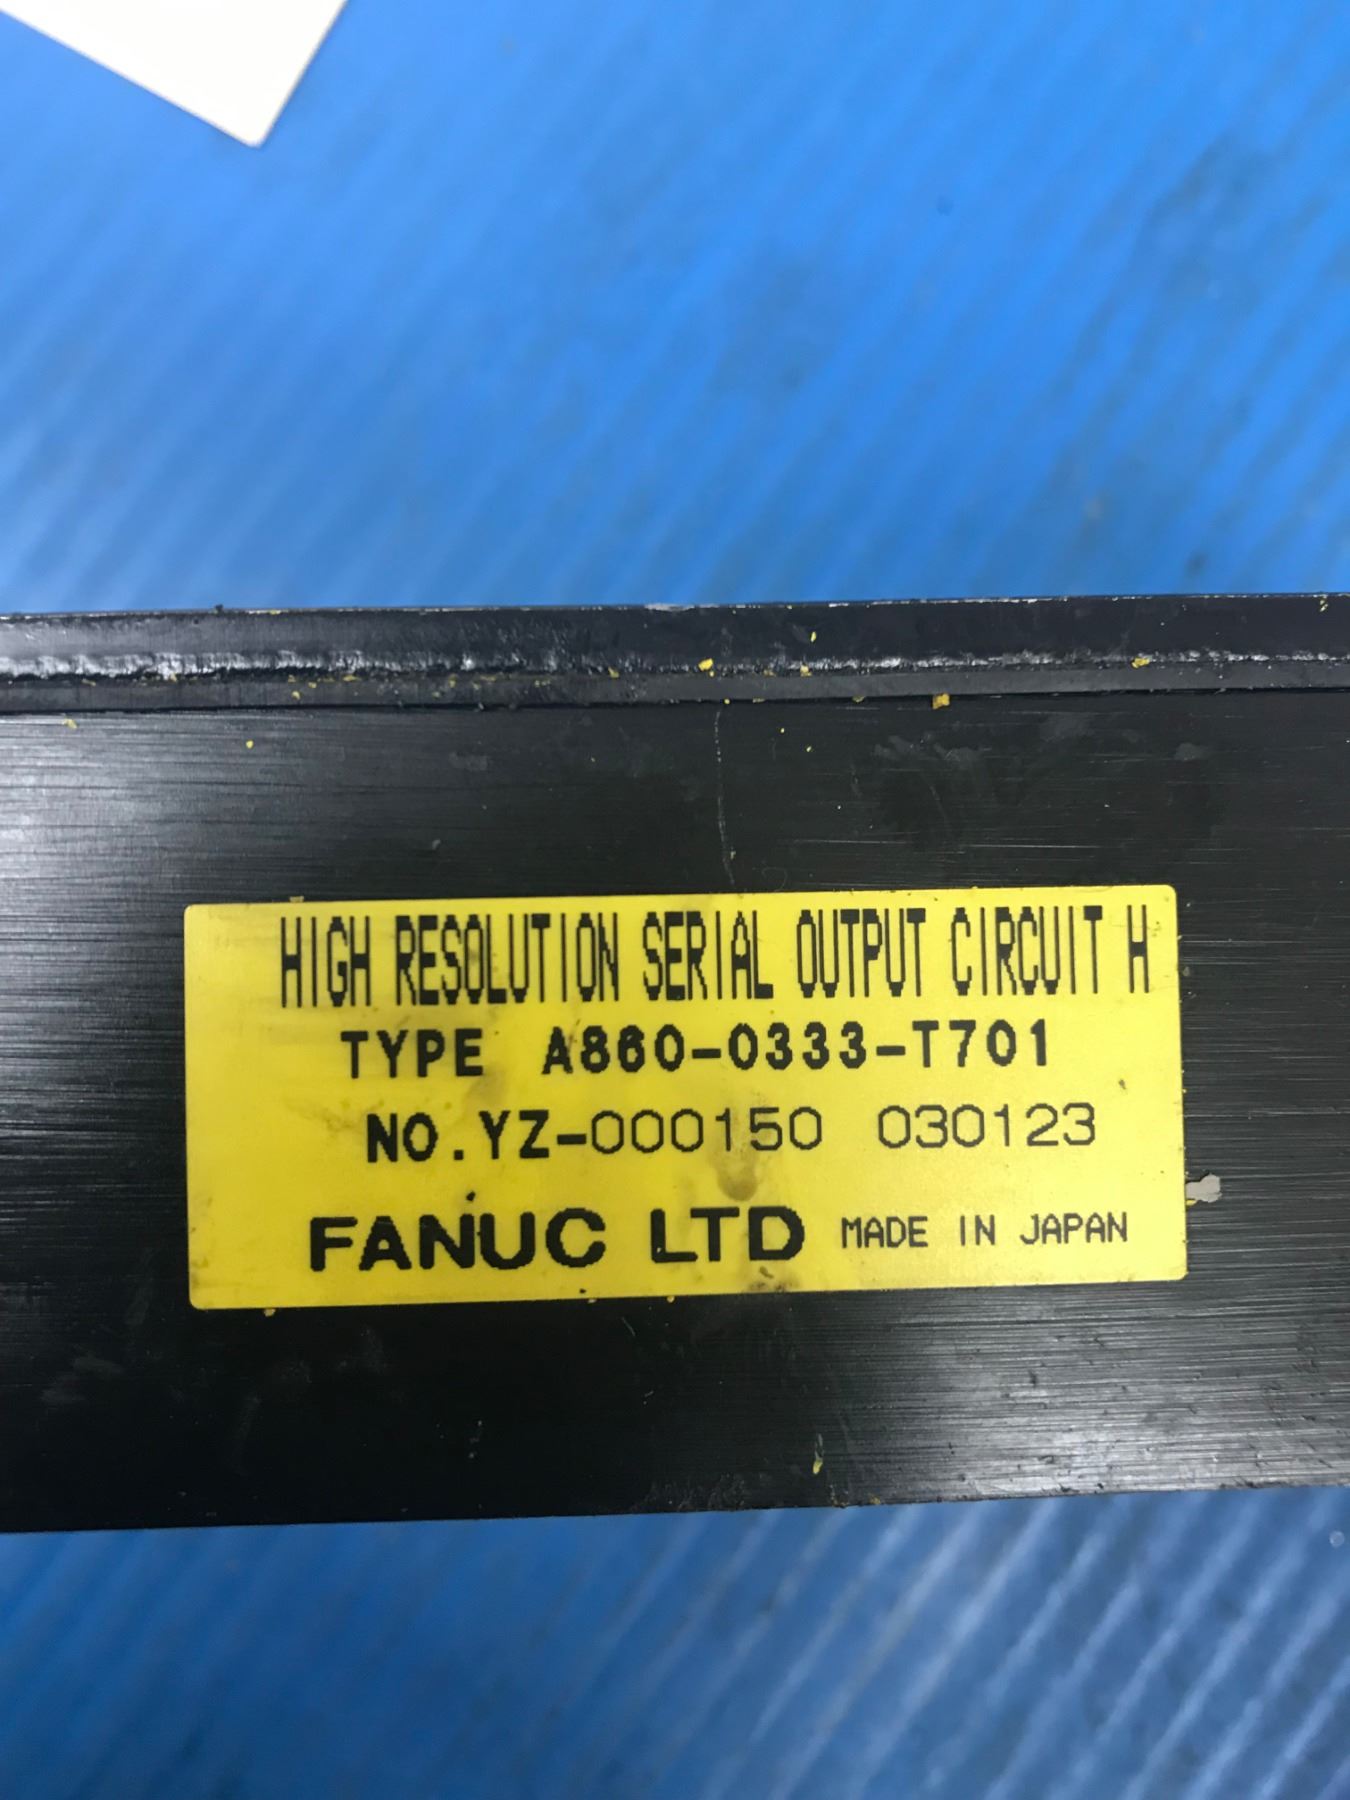 HIGH RESOLUTION SERIAL OUTPUT CIRCUIT H
TYPE A860-0333-T701
NO.YZ-000150 030123
FANUC LTD MADE IN JAPAN